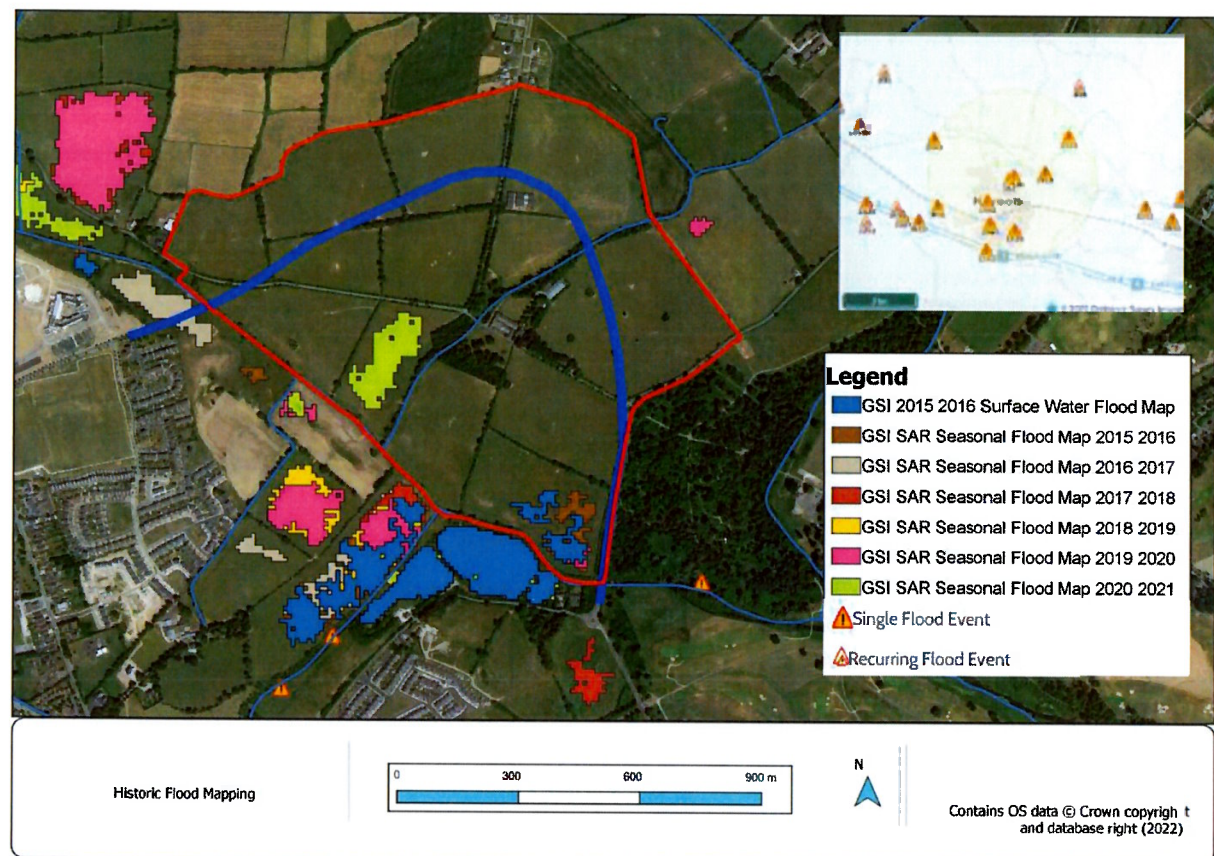 Legend
GSI 2015 2016 Surface Water Flood Map
GSI SAR Seasonal Flood Map 2015 2016
GSI SAR Seasonal Flood Map 2016 2017
GSI SAR Seasonal Flood Map 2017 2018
GSI SAR Seasonal Flood Map 2018 2019
GSI SAR Seasonal Flood Map 2019 2020
GSI SAR Seasonal Flood Map 2020 2021
Single Flood Event
Recurring Flood Event
Historic Flood Mapping
0 300 600 900 m
N
Contains OS data © Crown copyrigh t
and database right (2022)